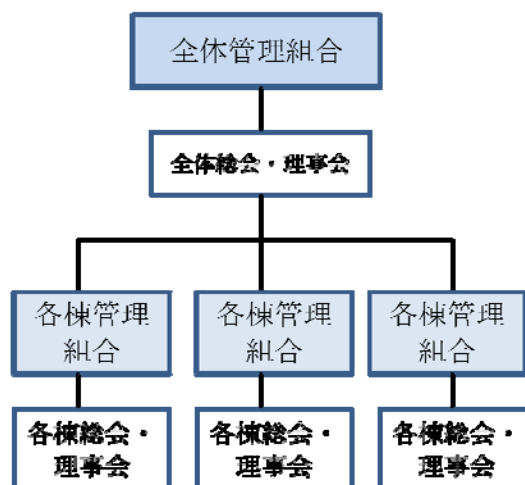 全体管理組合
全体総会・理事会
各棟管理
組合
各棟管理
組合
各棟管理
組合
各棟総会・
理事会
各棟総会・
理事会
各棟総会・
理事会